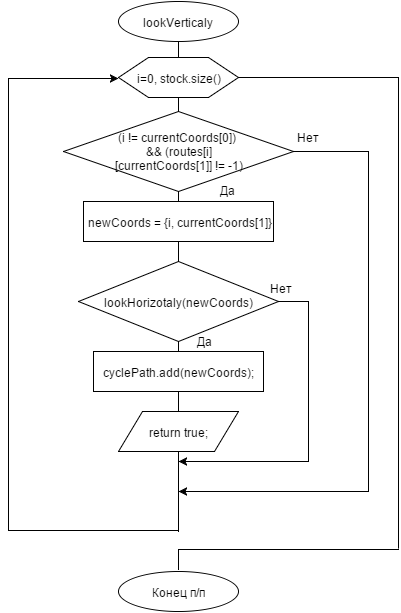 lookVerticaly
i=0, stock.size()
(i != currentCoords[0])
&& (routes[i]
[currentCoords[1]] != -1)
Нет
Да
newCoords = {i, currentCoords[1]}
Нет
lookHorizotaly(newCoords)
Да
cyclePath.add(newCoords);
return true;
Конец п/п